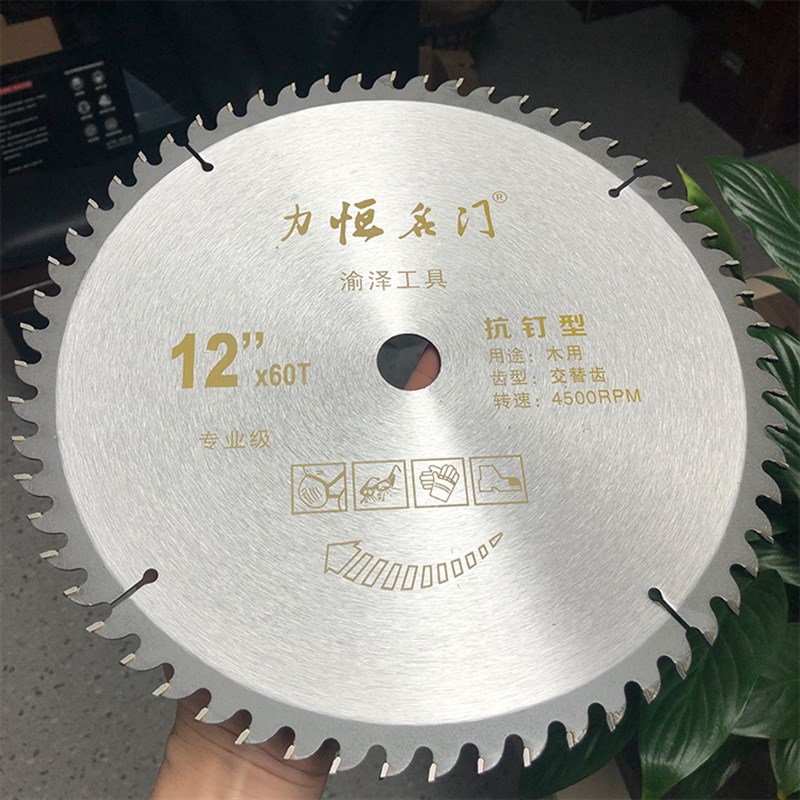 力恒名门®
渝泽工具
12”x60T
抗钉型
用途：木用
齿型：交替齿
转速：4500RPM
专业级